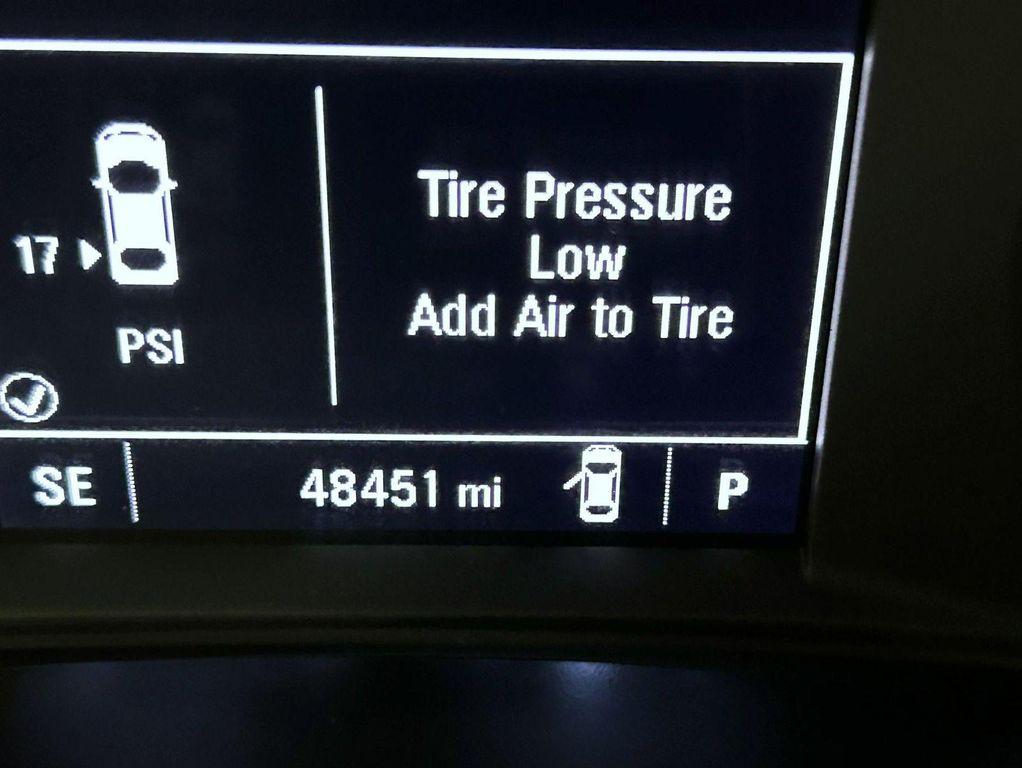 Tire Pressure
Low
Add Air to Tire
17
PSI
SE
48451 mi
P